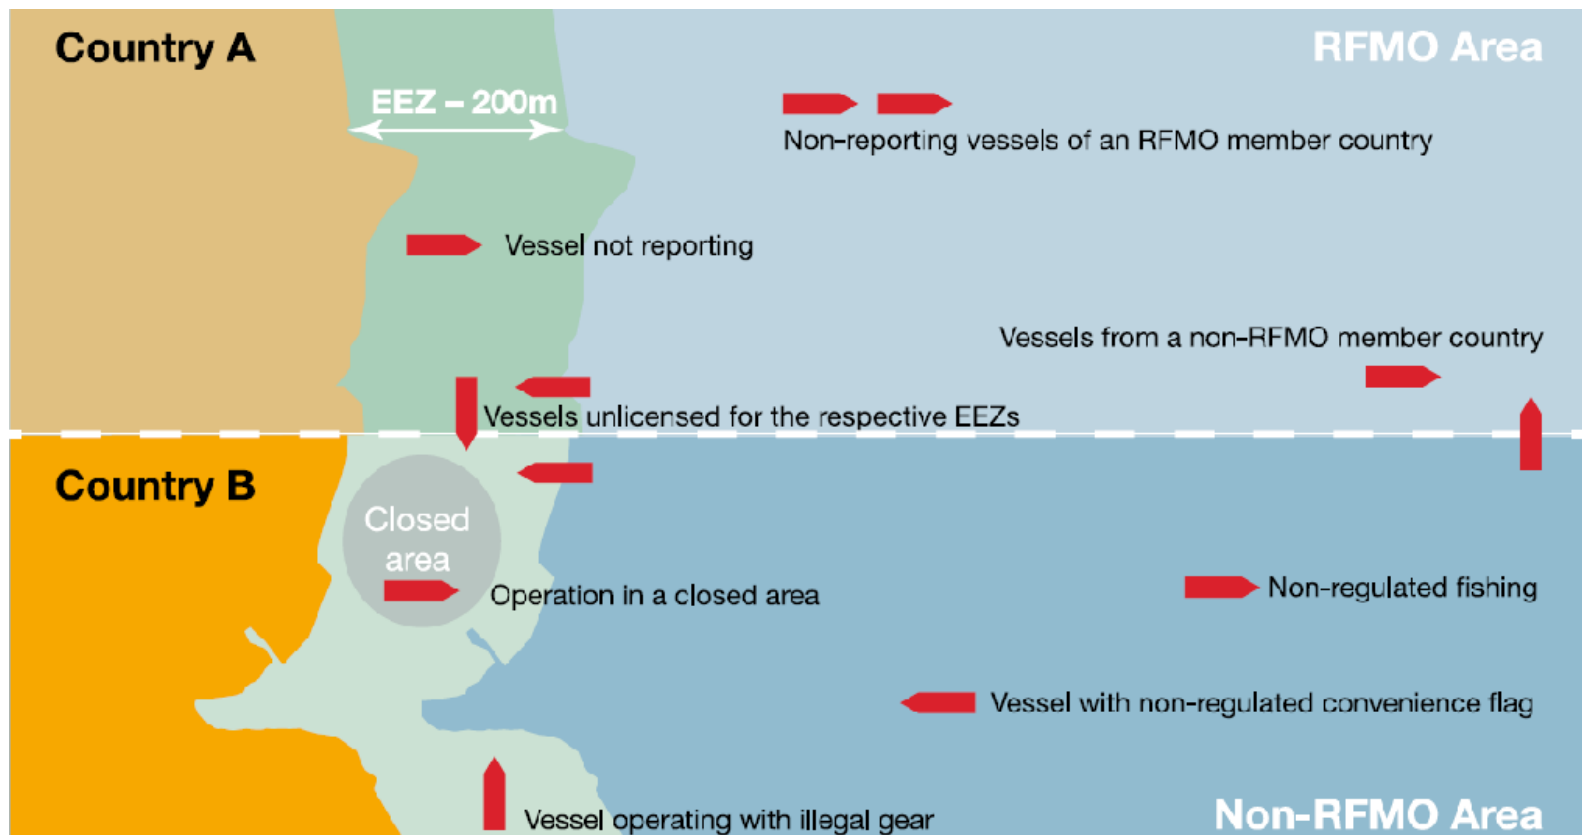 Country A
RFMO Area
EEZ – 200m
Non-reporting vessels of an RFMO member country
Vessel not reporting
Vessels from a non-RFMO member country
Vessels unlicensed for the respective EEZs
Country B
Closed
area
Operation in a closed area
Non-regulated fishing
Vessel with non-regulated convenience flag
Vessel operating with illegal gear
Non-RFMO Area